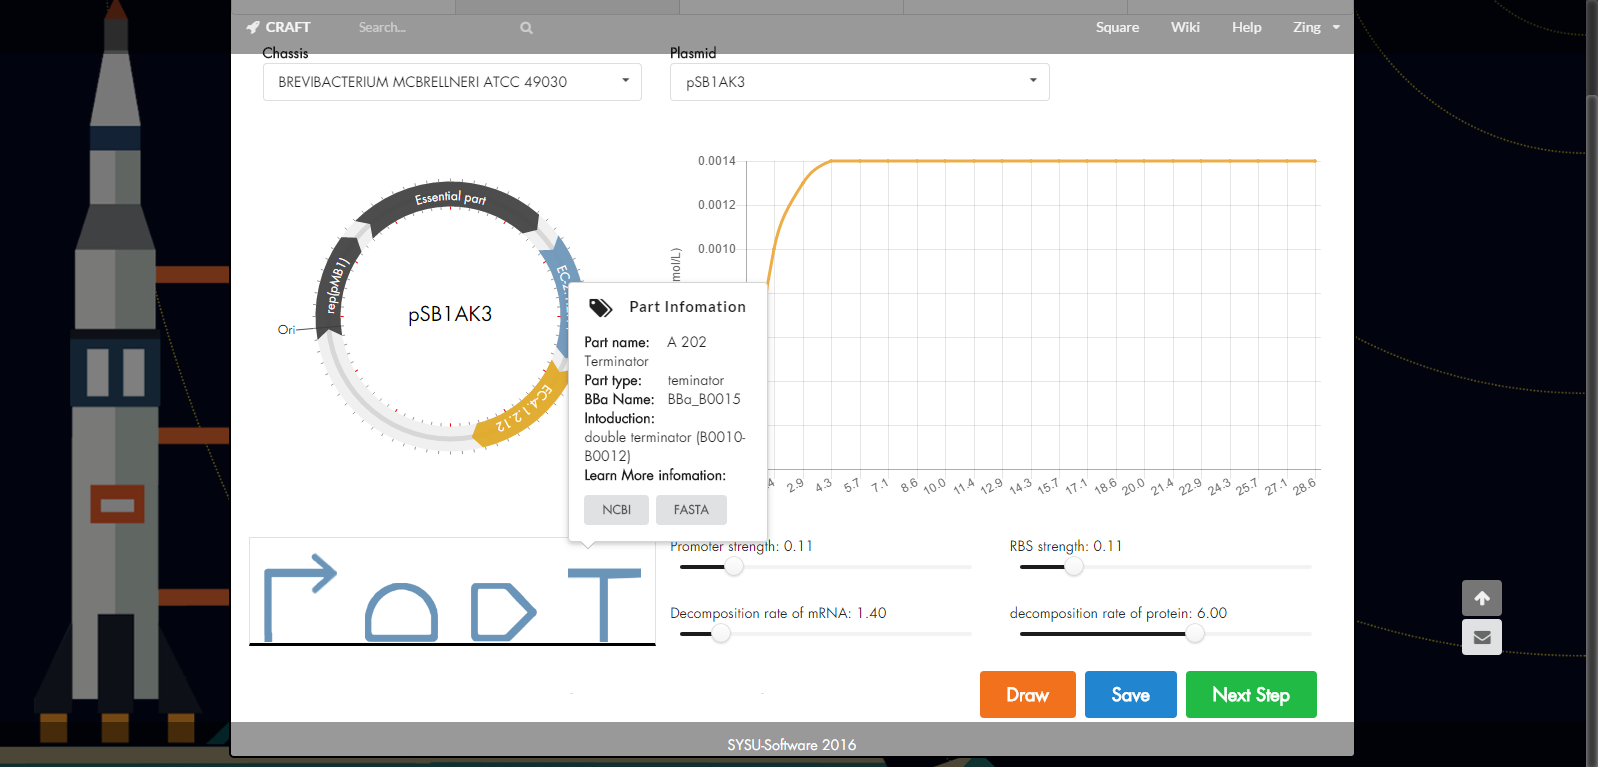 CRAFT
Search...
Square
Wiki
Help
Zing
Chassis
Plasmid
BREVIBACTERIUM MCBRELLNERI ATCC 49030
pSB1AK3
Essential part
rep(pMB1)
Ori
pSB1AK3
EC-4.1.2.12
0.0014
0.0012
0.0010
mol/L)
2.9 4.3 5.7 7.1 8.6 10.0 11.4 12.9 14.3 15.7 17.1 18.6 20.0 21.4 22.9 24.3 25.7 27.1 28.6
Part Infomation
Part name: A 202
Terminator
Part type: teminator
BBa Name: BBa_B0015
Intoduction:
double terminator (B0010-
B0012)
Learn More infomation:
NCBI
FASTA
Promoter strength: 0.11
RBS strength: 0.11
Decomposition rate of mRNA: 1.40
decomposition rate of protein: 6.00
Draw
Save
Next Step
SYSU-Software 2016